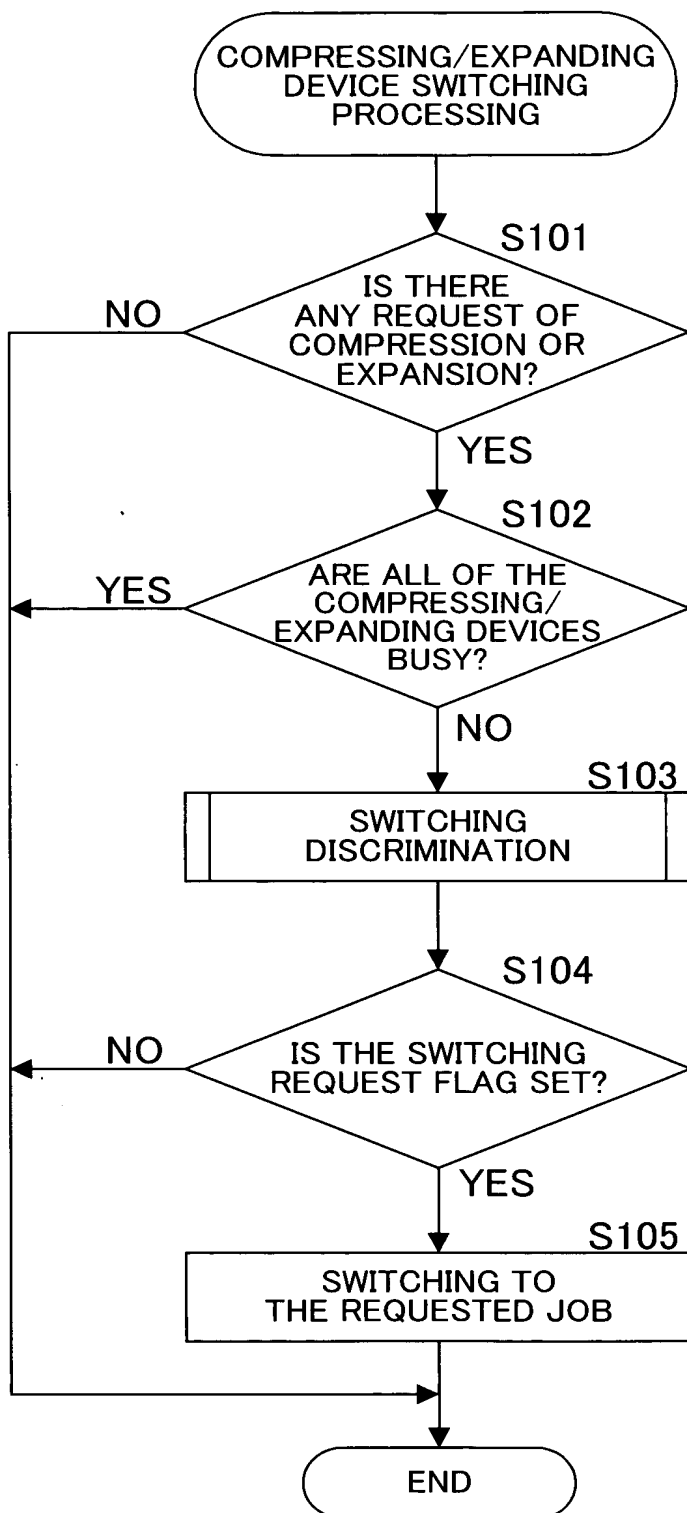 COMPRESSING/EXPANDING
DEVICE SWITCHING
PROCESSING
S101
IS THERE
ANY REQUEST OF
COMPRESSION OR
EXPANSION?
NO
YES
S102
ARE ALL OF THE
COMPRESSING/
EXPANDING DEVICES
BUSY?
YES
NO
S103
SWITCHING
DISCRIMINATION
S104
IS THE SWITCHING
REQUEST FLAG SET?
NO
YES
S105
SWITCHING TO
THE REQUESTED JOB
END